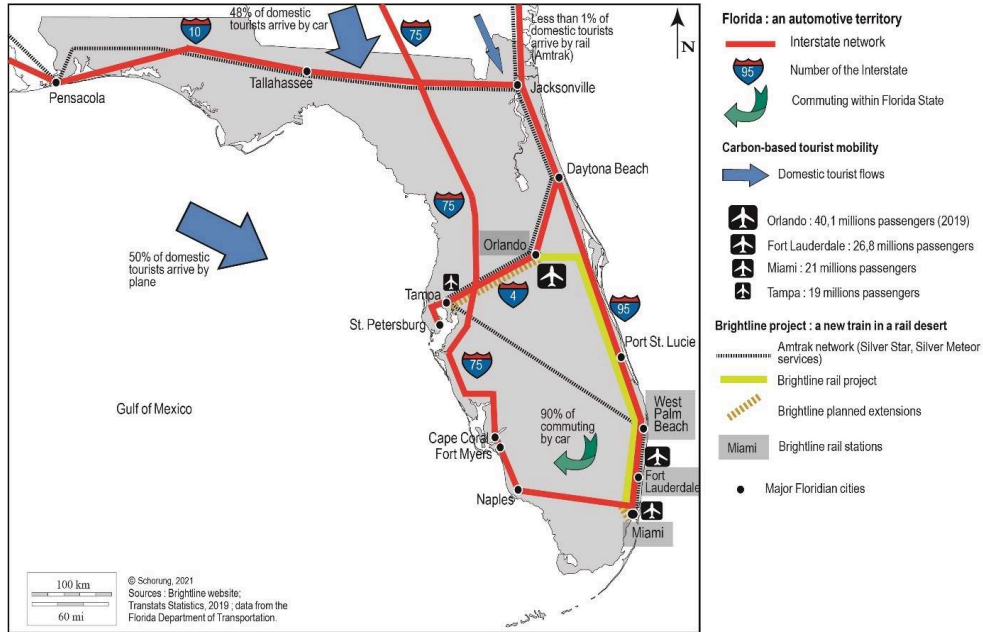 48% of domestic
tourists arrive by car
10
75
Less than 1% of
domestic tourists
arrive by rail
(Amtrak)
N
Pensacola
Tallahassee
Jacksonville
Daytona Beach
75
50% of domestic
tourists arrive by
plane
Orlando
Tampa
4
95
St. Petersburg
Port St. Lucie
75
Gulf of Mexico
90% of
commuting
by car
West
Palm
Beach
Cape Coral
Fort Myers
Fort
Lauderdale
Naples
Miami
100 km
60 mi
© Schorung, 2021
Sources : Brightline website;
Transtats Statistics, 2019 ; data from the
Florida Department of Transportation.
Florida : an automotive territory
Interstate network
95
Number of the Interstate
Commuting within Florida State
Carbon-based tourist mobility
Domestic tourist flows
Orlando : 40,1 millions passengers (2019)
Fort Lauderdale : 26,8 millions passengers
Miami : 21 millions passengers
Tampa : 19 millions passengers
Brightline project : a new train in a rail desert
Amtrak network (Silver Star, Silver Meteor
services)
Brightline rail project
Brightline planned extensions
Miami
Brightline rail stations
Major Floridian cities